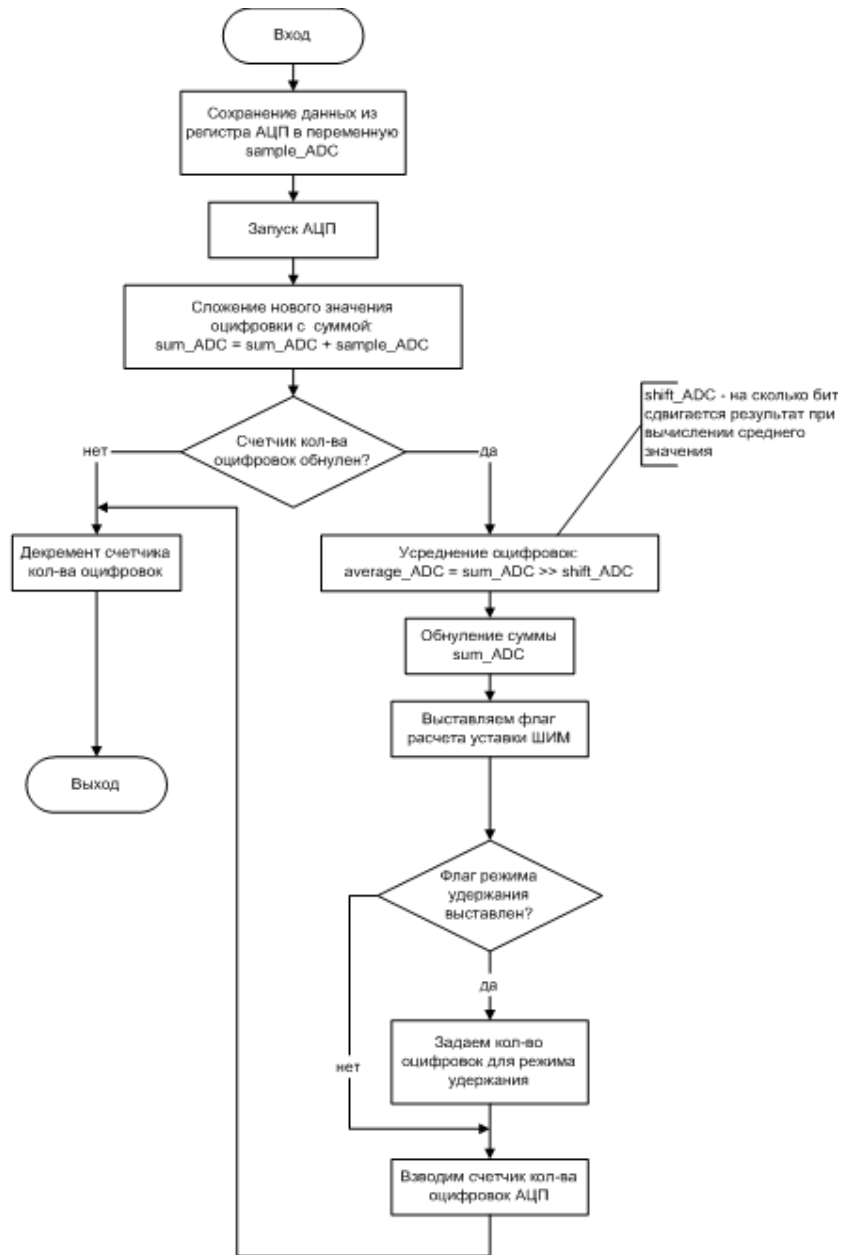 Вход
Сохранение данных из
регистра АЦП в переменную
sample_ADC
Запуск АЦП
Сложение нового значения
оцифровки с суммой:
sum_ADC = sum_ADC + sample_ADC
shift_ADC - на сколько бит
сдвигается результат при
вычислении среднего
значения
Счетчик кол-ва
оцифровок обнулен?
нет
да
Декремент счетчика
кол-ва оцифровок
Усреднение оцифровок:
average_ADC = sum_ADC >> shift_ADC
Обнуление суммы
sum_ADC
Выставляем флаг
расчета уставки ШИМ
Выход
Флаг режима
удержания
выставлен?
да
нет
Задаем кол-во
оцифровок для режима
удержания
Взводим счетчик кол-ва
оцифровок АЦП